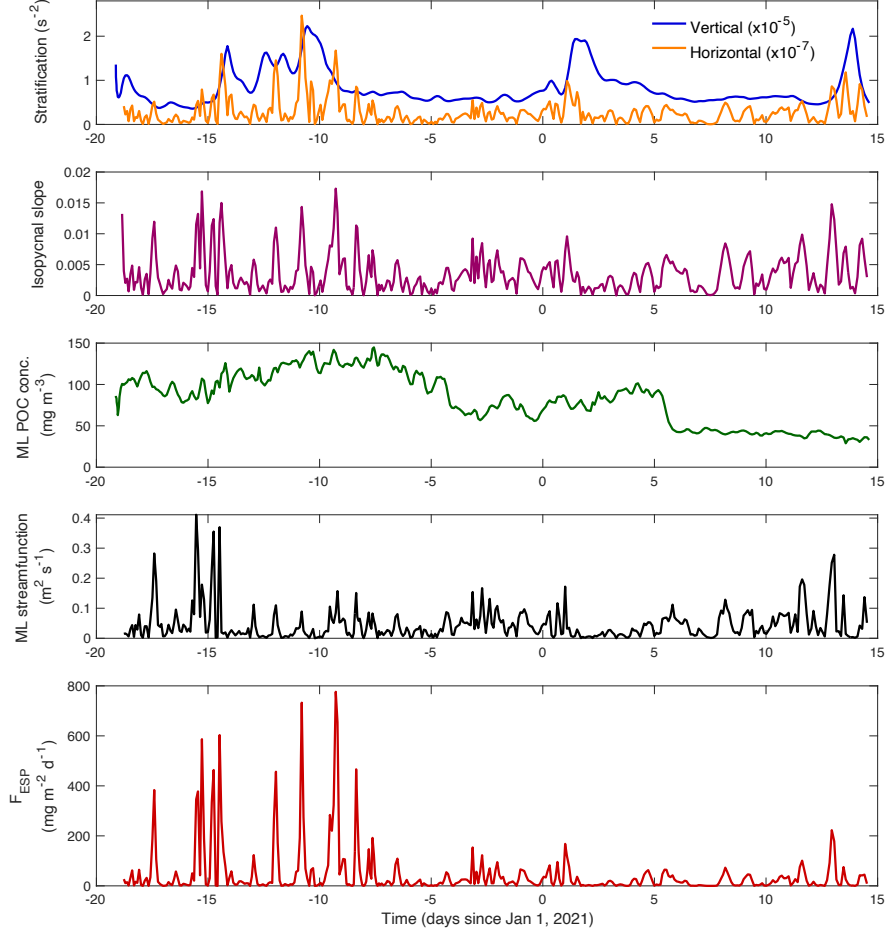 Stratification (s⁻²)
2
1
0
Vertical (x10⁻⁵)
Horizontal (x10⁻⁷)
-20 -15 -10 -5 0 5 10 15
Isopycnal slope
0.02
0.015
0.01
0.005
0
-20 -15 -10 -5 0 5 10 15
ML POC conc.
(mg m⁻³)
150
100
50
0
-20 -15 -10 -5 0 5 10 15
ML streamfunction
(m² s⁻¹)
0.4
0.3
0.2
0.1
0
-20 -15 -10 -5 0 5 10 15
F_ESP
(mg m⁻² d⁻¹)
800
600
400
200
0
-20 -15 -10 -5 0 5 10 15
Time (days since Jan 1, 2021)